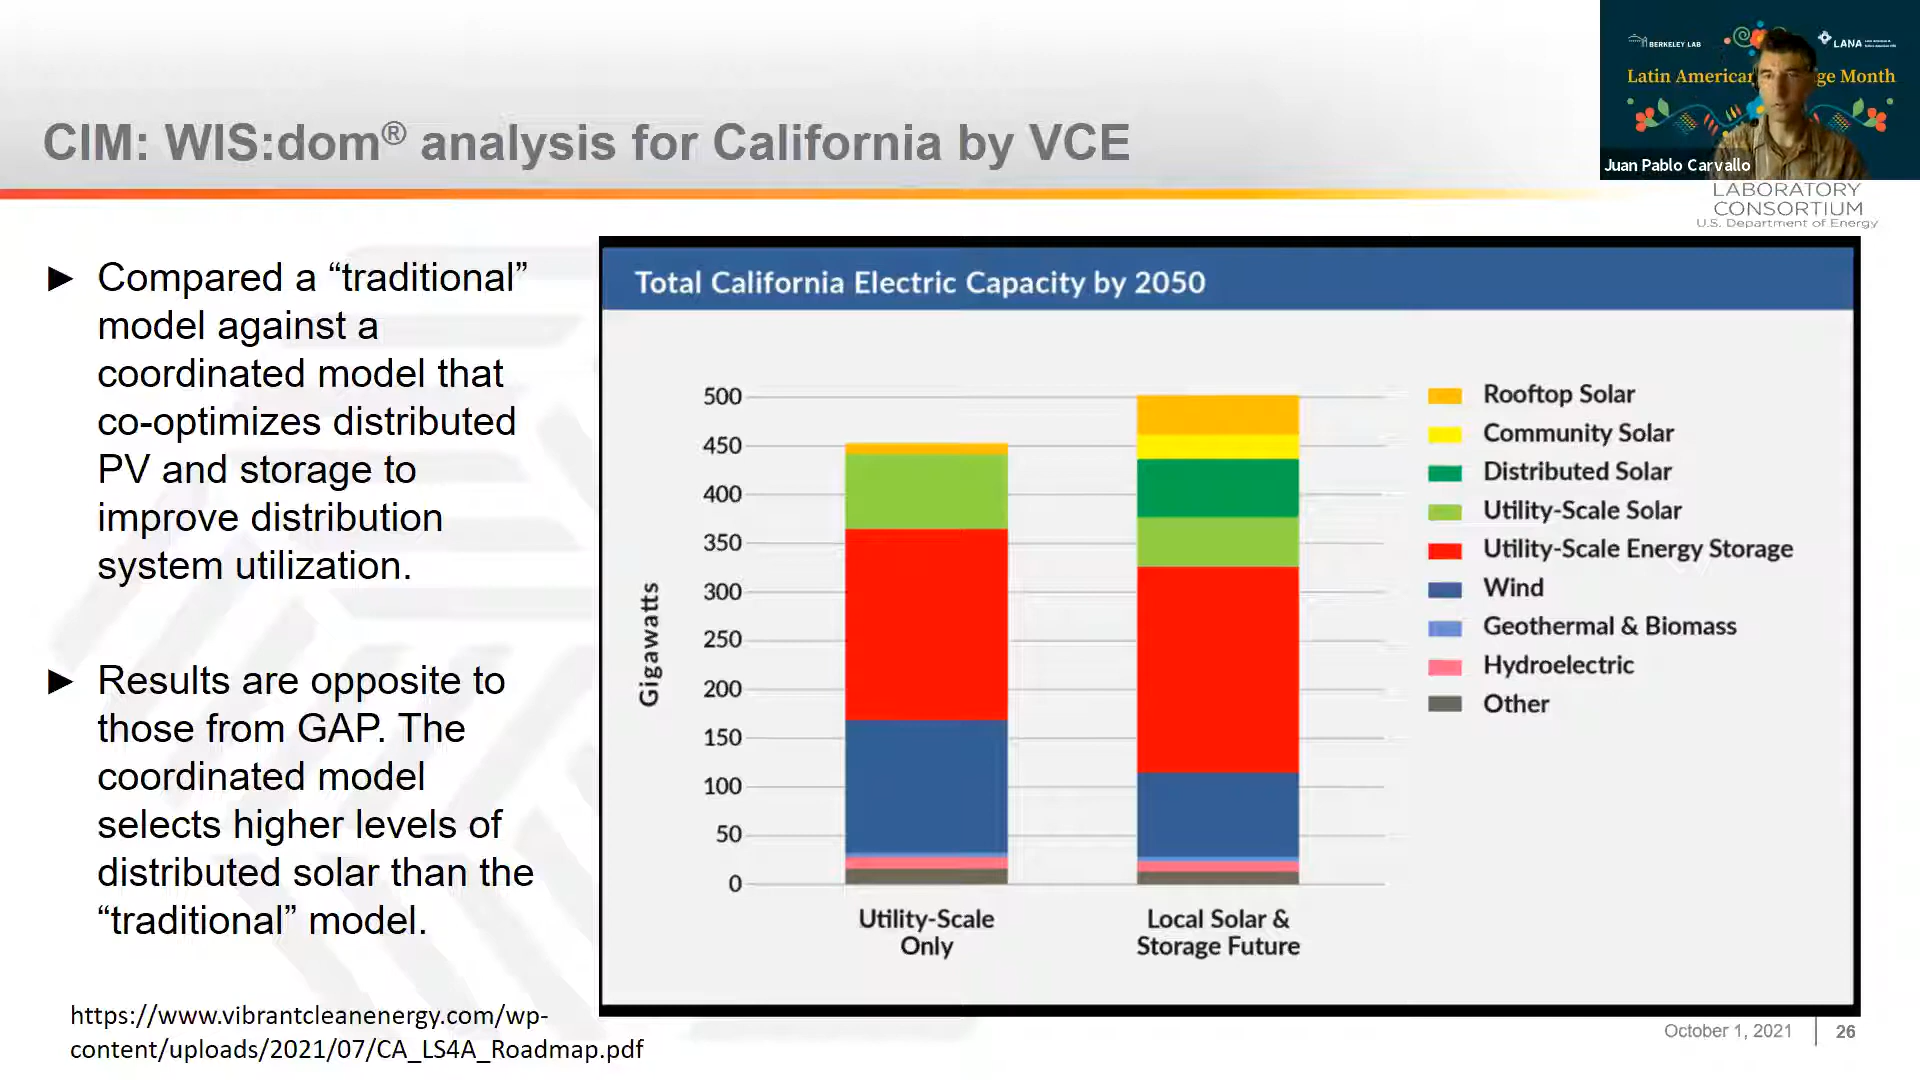 BERKELEY LAB
LANA
Latin America
ge Month
Juan Pablo Carvallo
LABORATORY
CONSORTIUM
U.S. Department of Energy
CIM: WIS:dom® analysis for California by VCE
► Compared a “traditional”
model against a
coordinated model that
co-optimizes distributed
PV and storage to
improve distribution
system utilization.
► Results are opposite to
those from GAP. The
coordinated model
selects higher levels of
distributed solar than the
“traditional” model.
https://www.vibrantcleanenergy.com/wp-
content/uploads/2021/07/CA_LS4A_Roadmap.pdf
Total California Electric Capacity by 2050
Gigawatts
500
450
400
350
300
250
200
150
100
50
0
Utility-Scale
Only
Local Solar &
Storage Future
Rooftop Solar
Community Solar
Distributed Solar
Utility-Scale Solar
Utility-Scale Energy Storage
Wind
Geothermal & Biomass
Hydroelectric
Other
October 1, 2021
26